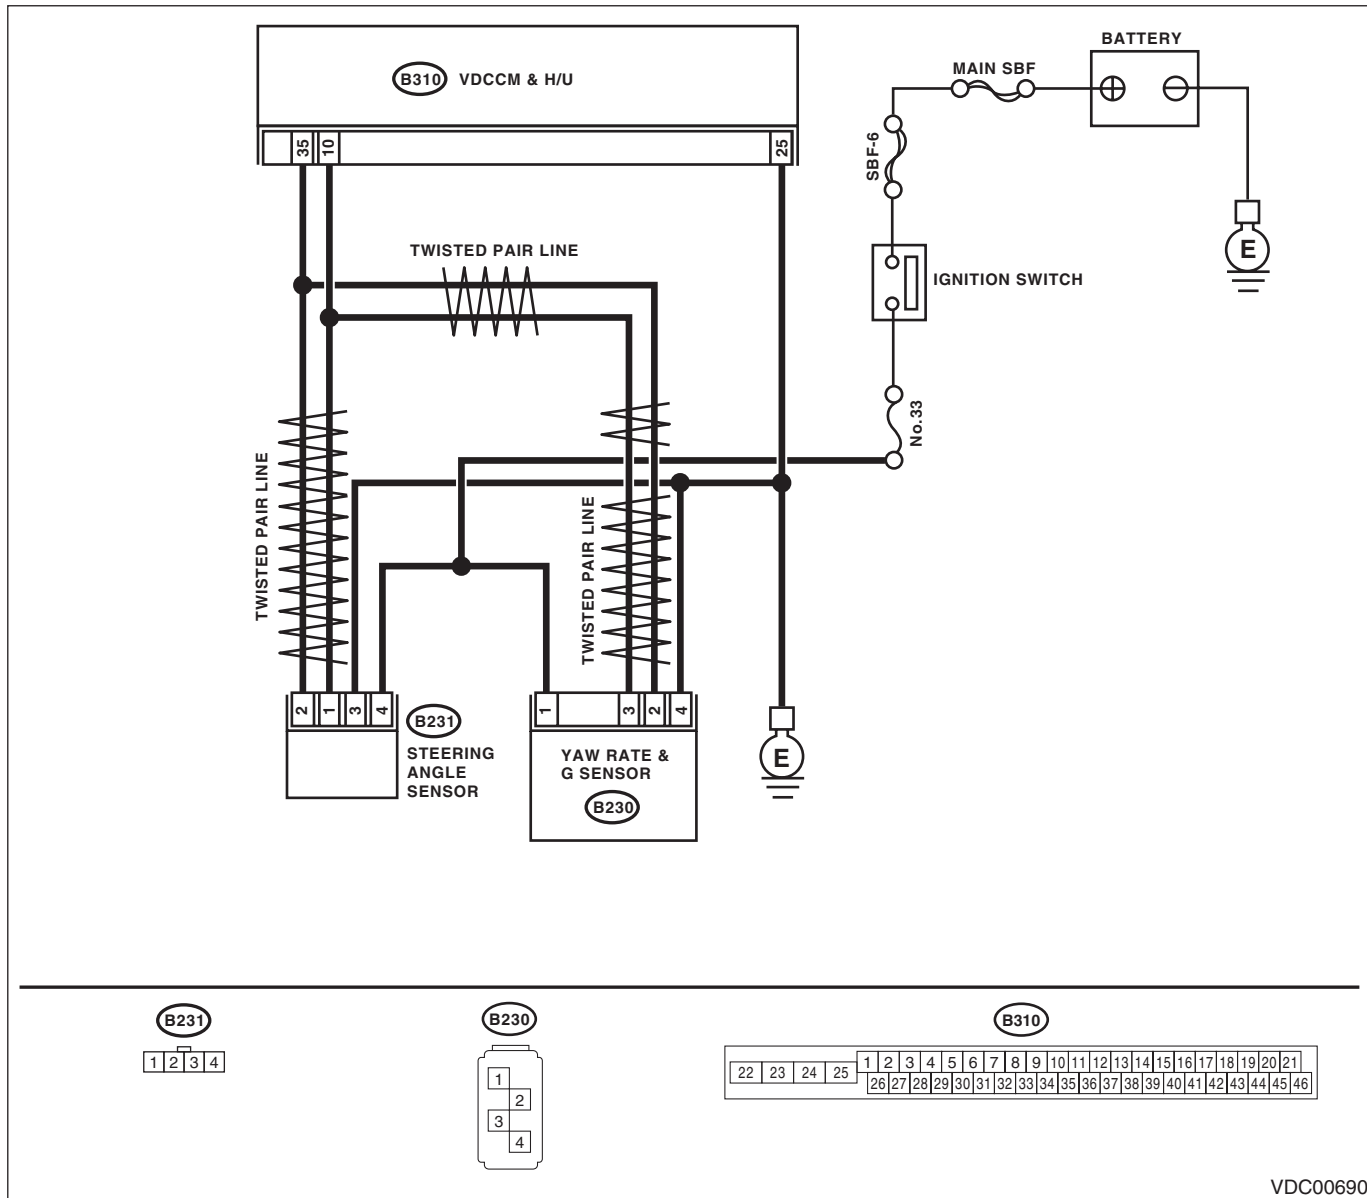 BATTERY
MAIN SBF
B310 VDCCM & H/U
35 10 25
SBF-6
TWISTED PAIR LINE
E
IGNITION SWITCH
No.33
TWISTED PAIR LINE
TWISTED PAIR LINE
2 1 3 4
1 3 2 4
B231
STEERING
ANGLE
SENSOR
YAW RATE &
G SENSOR
B230
E
B231
1 2 3 4
B230
1
2
3
4
B310
22 23 24 25 1 2 3 4 5 6 7 8 9 10 11 12 13 14 15 16 17 18 19 20 21
26 27 28 29 30 31 32 33 34 35 36 37 38 39 40 41 42 43 44 45 46
VDC00690